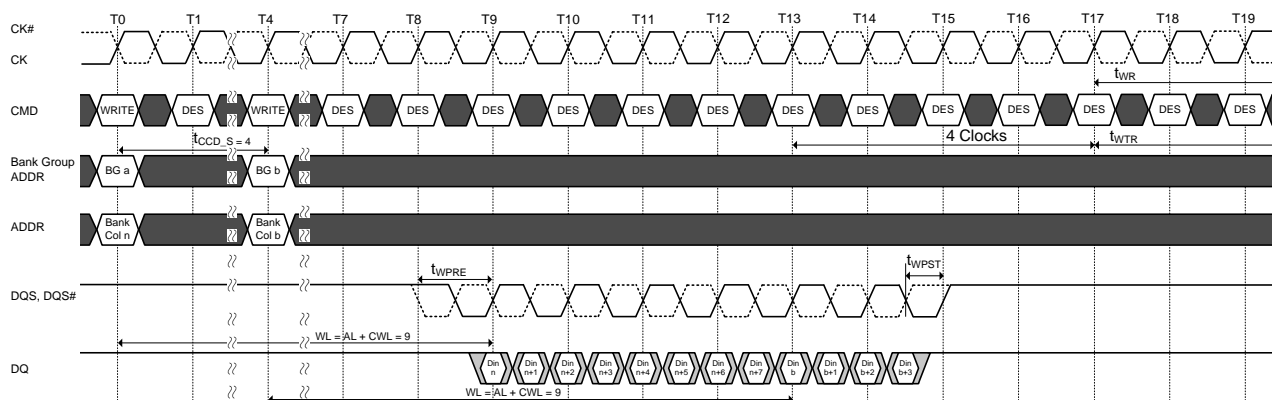 T0 T1 T4 T7 T8 T9 T10 T11 T12 T13 T14 T15 T16 T17 T18 T19
CK#
CK
tWR
CMD WRITE DES WRITE DES DES DES DES DES DES DES DES DES DES DES DES DES
tCCD_S = 4
4 Clocks
tWTR
Bank Group
ADDR
BG a BG b
ADDR
Bank
Col n
Bank
Col b
tWPRE
tWPST
DQS, DQS#
WL = AL + CWL = 9
DQ
Din
n
Din
n+1
Din
n+2
Din
n+3
Din
n+4
Din
n+5
Din
n+6
Din
n+7
Din
b
Din
b+1
Din
b+2
Din
b+3
WL = AL + CWL = 9